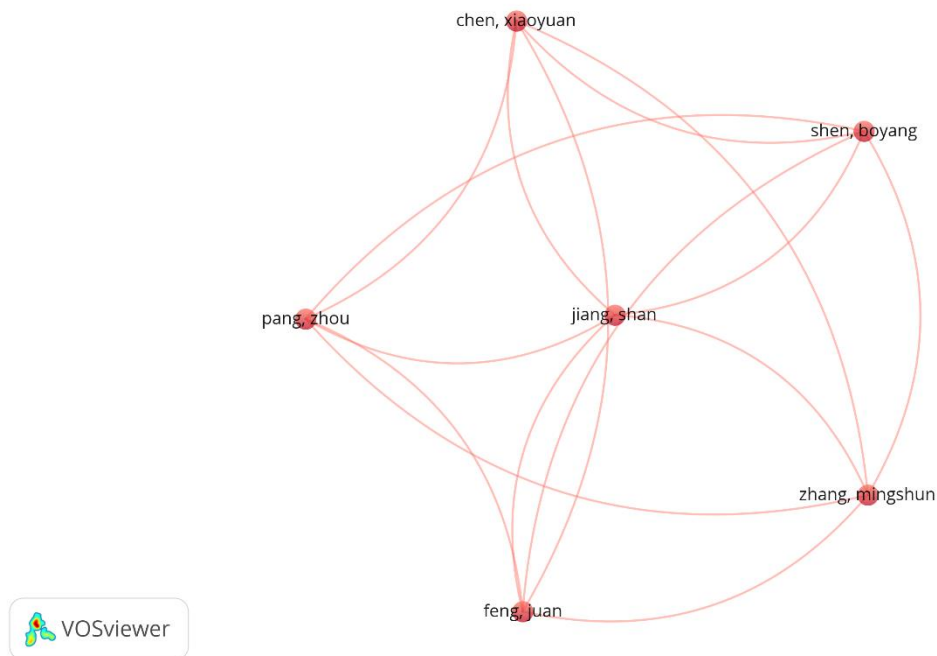 chen, xiaoyuan
shen, boyang
pang, zhou
jiang, shan
zhang, mingshun
feng, juan
VOSviewer